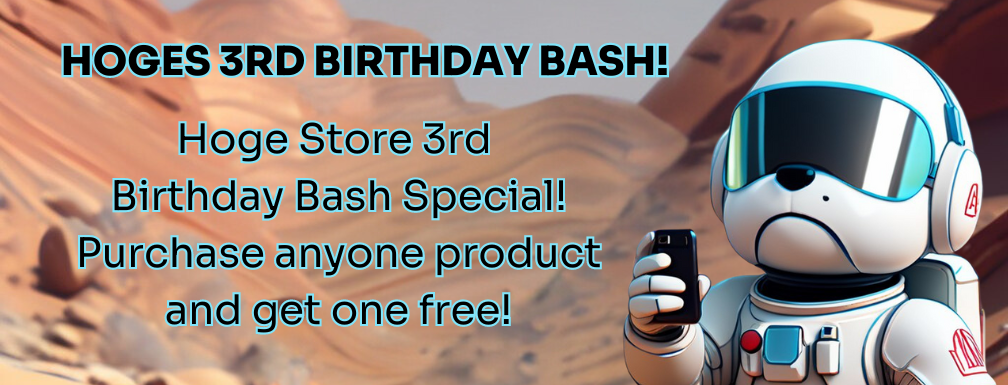 HOGES 3RD BIRTHDAY BASH!
Hoge Store 3rd
Birthday Bash Special!
Purchase anyone product
and get one free!